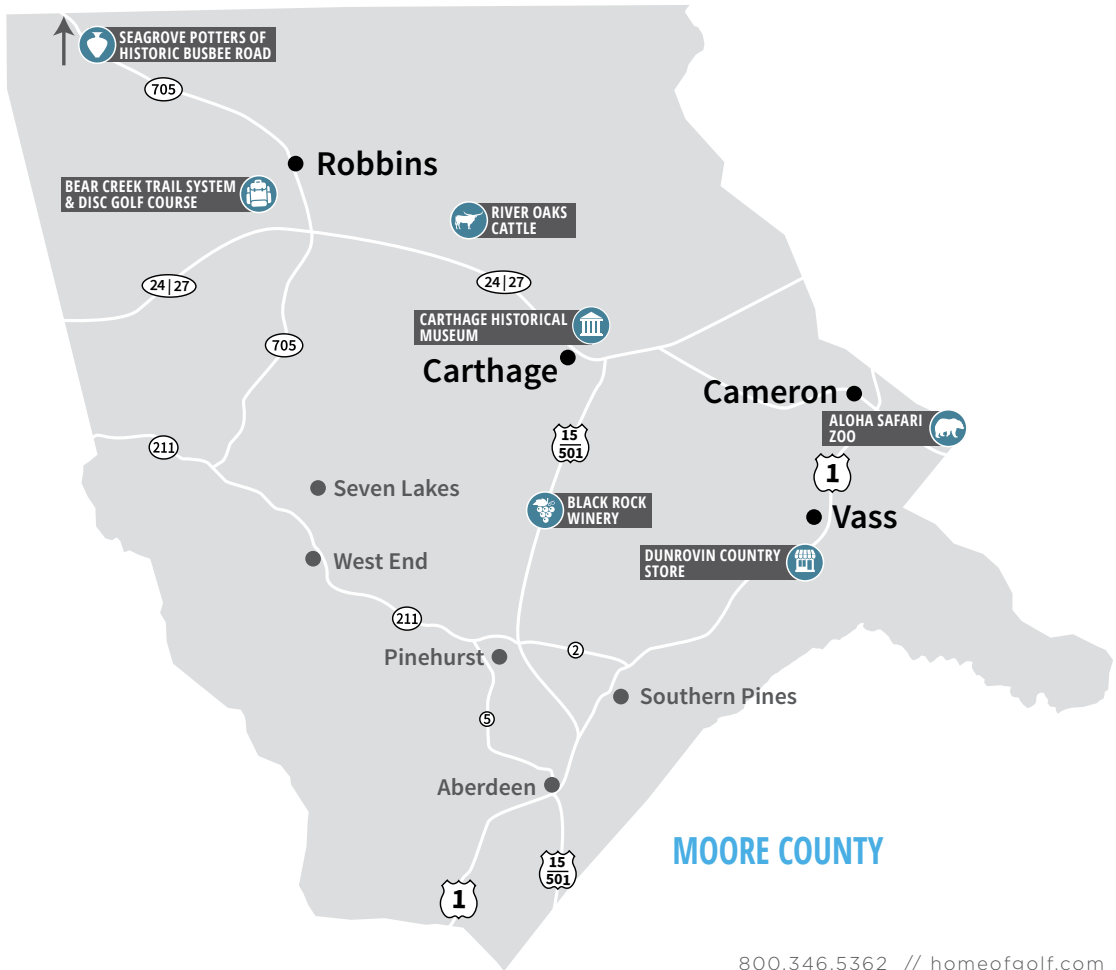 SEAGROVE POTTERS OF
HISTORIC BUSBEE ROAD
705
Robbins
BEAR CREEK TRAIL SYSTEM
& DISC GOLF COURSE
RIVER OAKS
CATTLE
24|27
24|27
CARTHAGE HISTORICAL
MUSEUM
705
Carthage
Cameron
ALOHA SAFARI
ZOO
211
15
501
1
Seven Lakes
BLACK ROCK
WINERY
Vass
West End
DUNROVIN COUNTRY
STORE
211
Pinehurst
2
Southern Pines
5
Aberdeen
MOORE COUNTY
15
501
1
800.346.5362 // homeofgolf.com